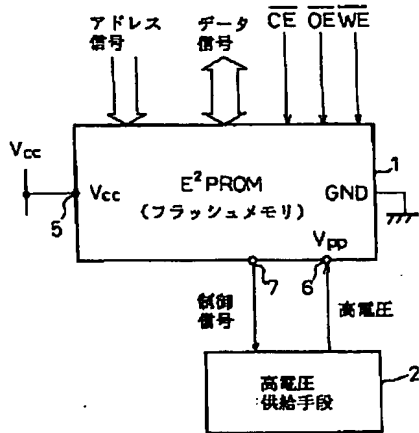 アドレス
信号
データ
信号
CE OE WE
Vcc
Vcc
5
E²PROM
(フラッシュメモリ)
GND
1
Vpp
7
6
制御
信号
高電圧
高電圧
供給手段
2